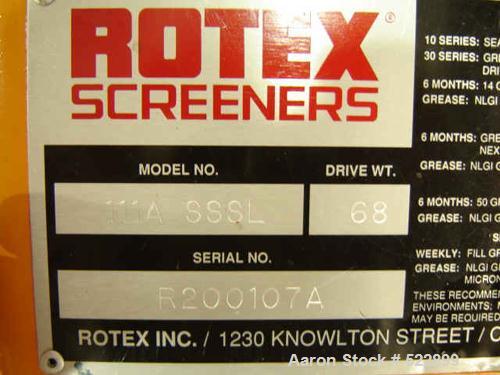 ROTEX®
SCREENERS
MODEL NO.
DRIVE WT.
111A SSSL
68
SERIAL NO.
R200107A
ROTEX INC. / 1230 KNOWLTON STREET /
10 SERIES:
30 SERIES:
6 MONTHS: 14
GREASE: NLGI
6 MONTHS:
GREASE: NLGI
6 MONTHS: 50
GREASE: NLGI
WEEKLY: FILL
GREASE: NLGI
THESE
MAY BE REQUIRED
Aaron Stock #